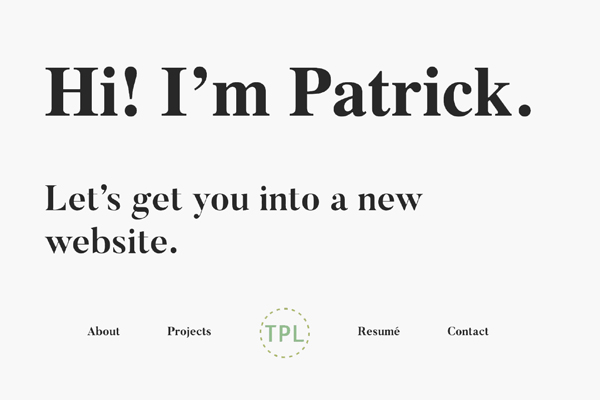 Hi! I’m Patrick.
Let’s get you into a new
website.
About Projects TPL Resumé Contact